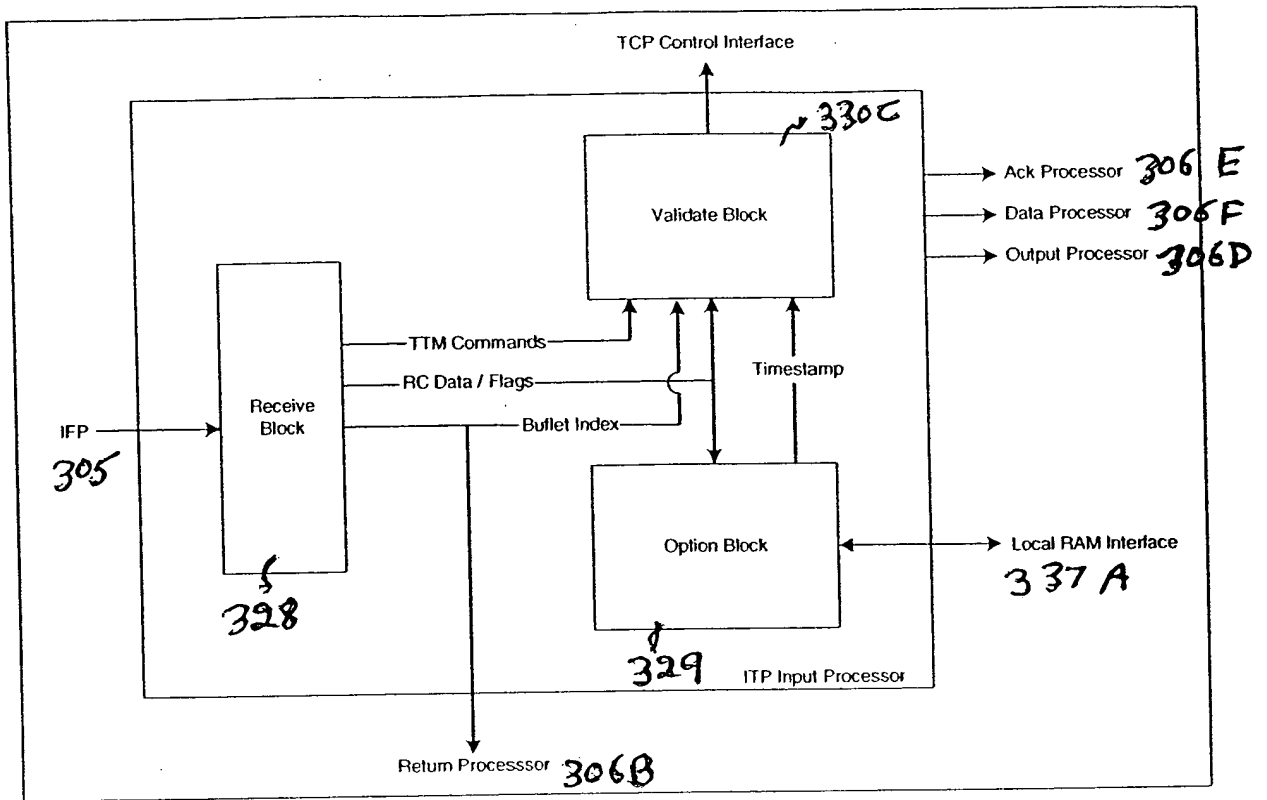 TCP Control Interface
330C
Validate Block
Ack Processor 306 E
Data Processor 306F
Output Processor 306D
TTM Commands
RC Data / Flags
Timestamp
Receive
Block
IFP
305
Buffet Index
Option Block
Local RAM Interface
337A
328
329
ITP Input Processor
Return Processsor 306B